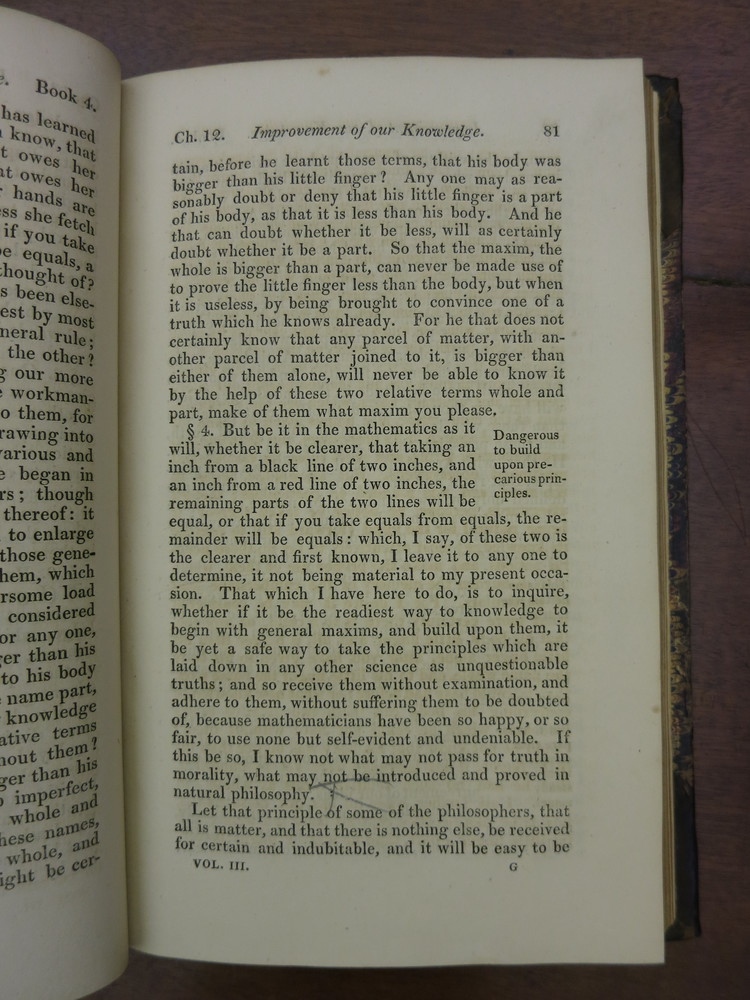 e. Book 4.
has learned
know, that
t owes her
at owes her
hands are
ss she fetch
if you take
e equals, a
thought of?
s been else-
est by most
neral rule;
the other?
g our more
workman-
o them, for
rawing into
various and
e began in
rs; though
thereof: it
to enlarge
those gene-
hem, which
rsome load
considered
or any one,
ger than his
to his body
name part,
knowledge
ative terms
hout them?
ger than his
o imperfect,
whole and
hese names,
whole, and
ight be cer-
Ch. 12. Improvement of our Knowledge. 81
tain, before he learnt those terms, that his body was
bigger than his little finger? Any one may as rea-
sonably doubt or deny that his little finger is a part
of his body, as that it is less than his body. And he
that can doubt whether it be less, will as certainly
doubt whether it be a part. So that the maxim, the
whole is bigger than a part, can never be made use of
to prove the little finger less than the body, but when
it is useless, by being brought to convince one of a
truth which he knows already. For he that does not
certainly know that any parcel of matter, with an-
other parcel of matter joined to it, is bigger than
either of them alone, will never be able to know it
by the help of these two relative terms whole and
part, make of them what maxim you please.
§ 4. But be it in the mathematics as it
will, whether it be clearer, that taking an
inch from a black line of two inches, and
an inch from a red line of two inches, the
remaining parts of the two lines will be
Dangerous
to build
upon pre-
carious prin-
ciples.
equal, or that if you take equals from equals, the re-
mainder will be equals: which, I say, of these two is
the clearer and first known, I leave it to any one to
determine, it not being material to my present occa-
sion. That which I have here to do, is to inquire,
whether if it be the readiest way to knowledge to
begin with general maxims, and build upon them, it
be yet a safe way to take the principles which are
laid down in any other science as unquestionable
truths; and so receive them without examination, and
adhere to them, without suffering them to be doubted
of, because mathematicians have been so happy, or so
fair, to use none but self-evident and undeniable. If
this be so, I know not what may not pass for truth in
morality, what may not be introduced and proved in
natural philosophy.
Let that principle of some of the philosophers, that
all is matter, and that there is nothing else, be received
for certain and indubitable, and it will be easy to be
VOL. III. G